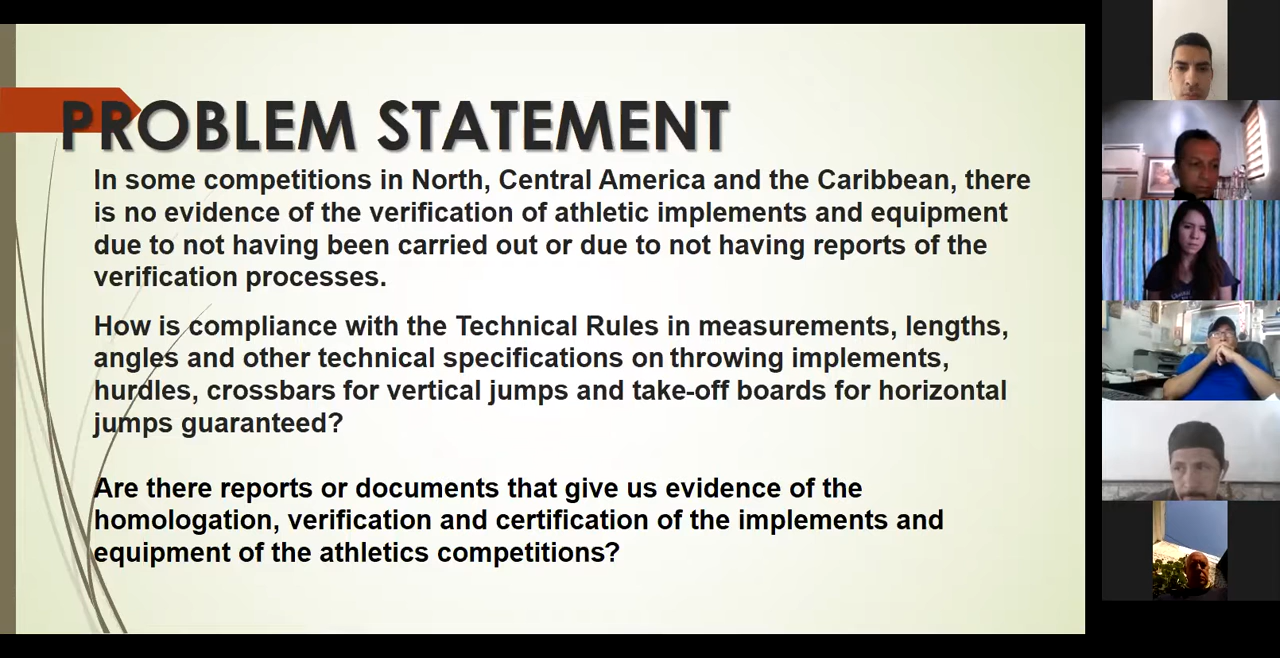 PROBLEM STATEMENT
In some competitions in North, Central America and the Caribbean, there
is no evidence of the verification of athletic implements and equipment
due to not having been carried out or due to not having reports of the
verification processes.
How is compliance with the Technical Rules in measurements, lengths,
angles and other technical specifications on throwing implements,
hurdles, crossbars for vertical jumps and take-off boards for horizontal
jumps guaranteed?
Are there reports or documents that give us evidence of the
homologation, verification and certification of the implements and
equipment of the athletics competitions?